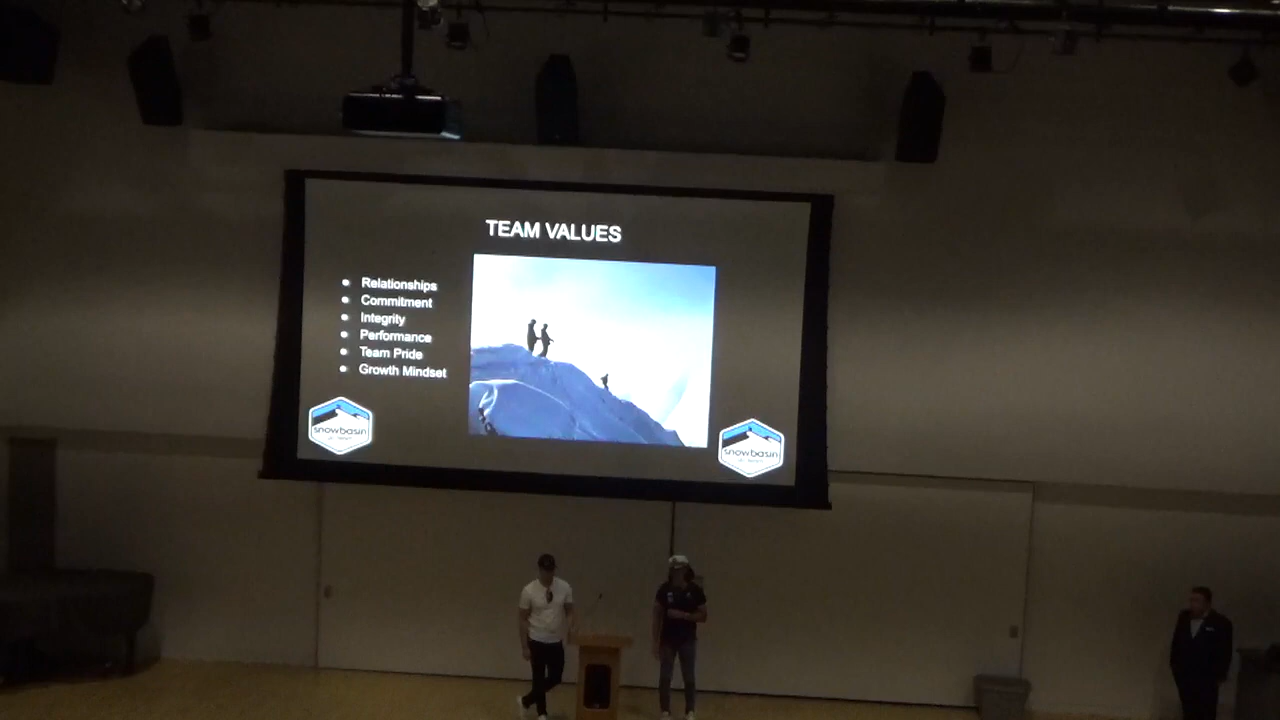 TEAM VALUES
Relationships
Commitment
Integrity
Performance
Team Pride
Growth Mindset
snowbasin
snowbasin